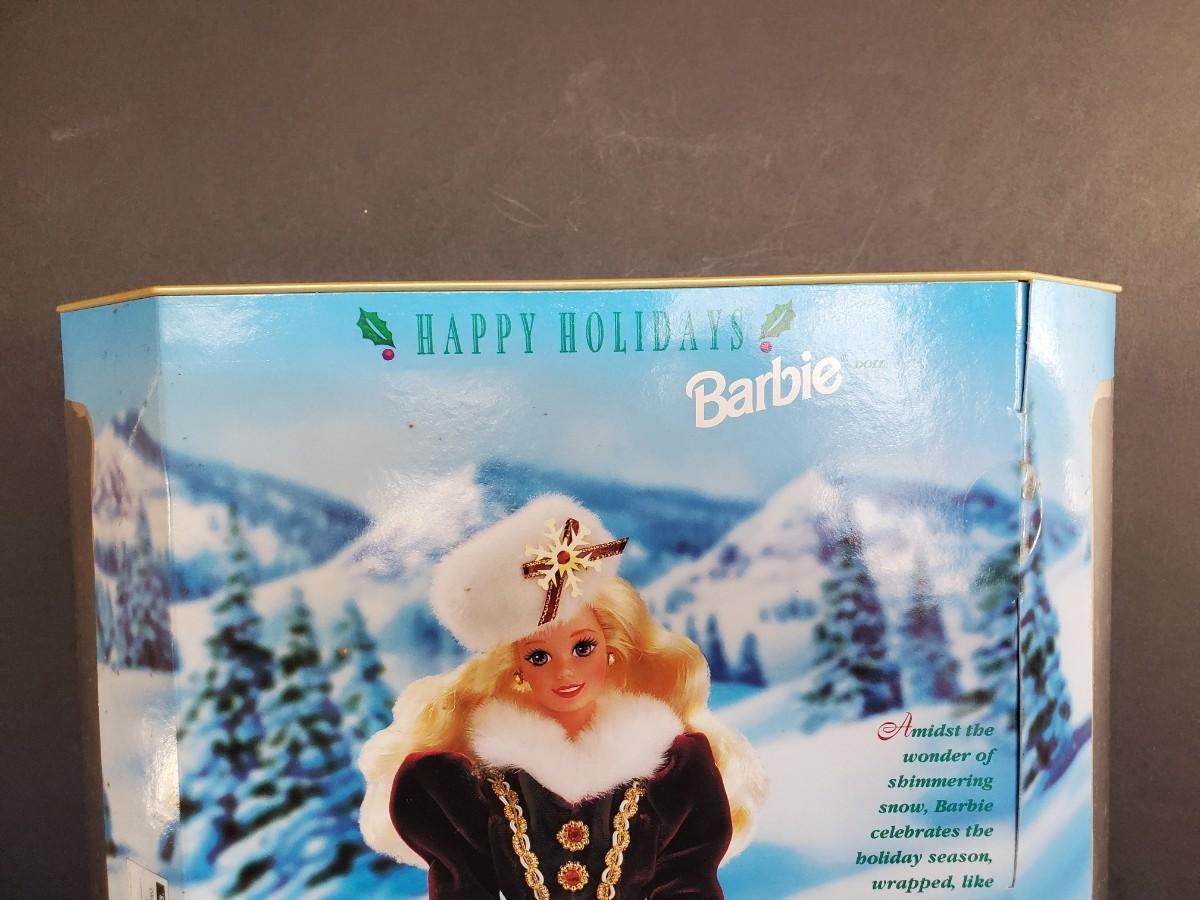 HAPPY HOLIDAYS
Barbie® DOLL
Amidst the
wonder of
shimmering
snow, Barbie
celebrates the
holiday season,
wrapped, like